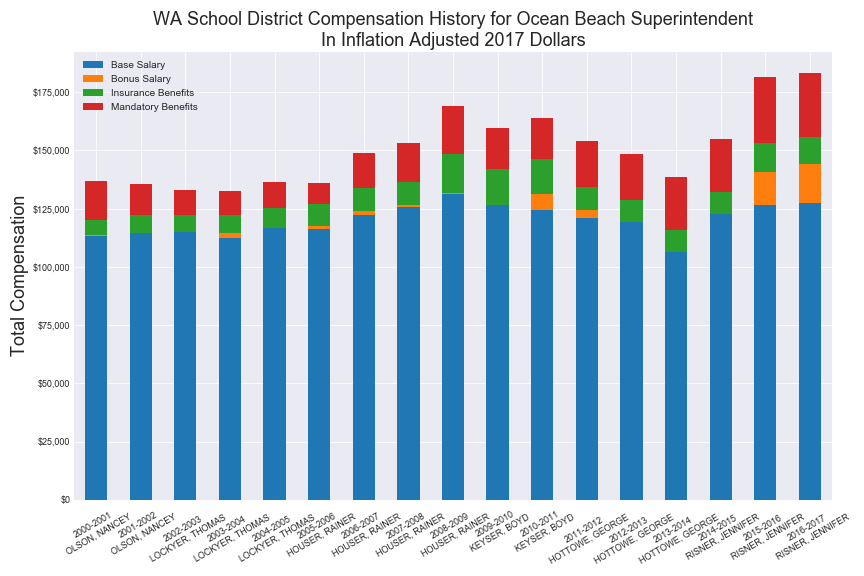 WA School District Compensation History for Ocean Beach Superintendent
In Inflation Adjusted 2017 Dollars
Base Salary
Bonus Salary
Insurance Benefits
Mandatory Benefits
Total Compensation
$175,000
$150,000
$125,000
$100,000
$75,000
$50,000
$25,000
$0
2000-2001
OLSON, NANCEY
2001-2002
OLSON, NANCEY
2002-2003
LOCKYER, THOMAS
2003-2004
LOCKYER, THOMAS
2004-2005
LOCKYER, THOMAS
2005-2006
HOUSER, RAINER
2006-2007
HOUSER, RAINER
2007-2008
HOUSER, RAINER
2008-2009
HOUSER, RAINER
2009-2010
KEYSER, BOYD
2010-2011
KEYSER, BOYD
2011-2012
HOTTOWE, GEORGE
2012-2013
HOTTOWE, GEORGE
2013-2014
HOTTOWE, GEORGE
2014-2015
RISNER, JENNIFER
2015-2016
RISNER, JENNIFER
2016-2017
RISNER, JENNIFER